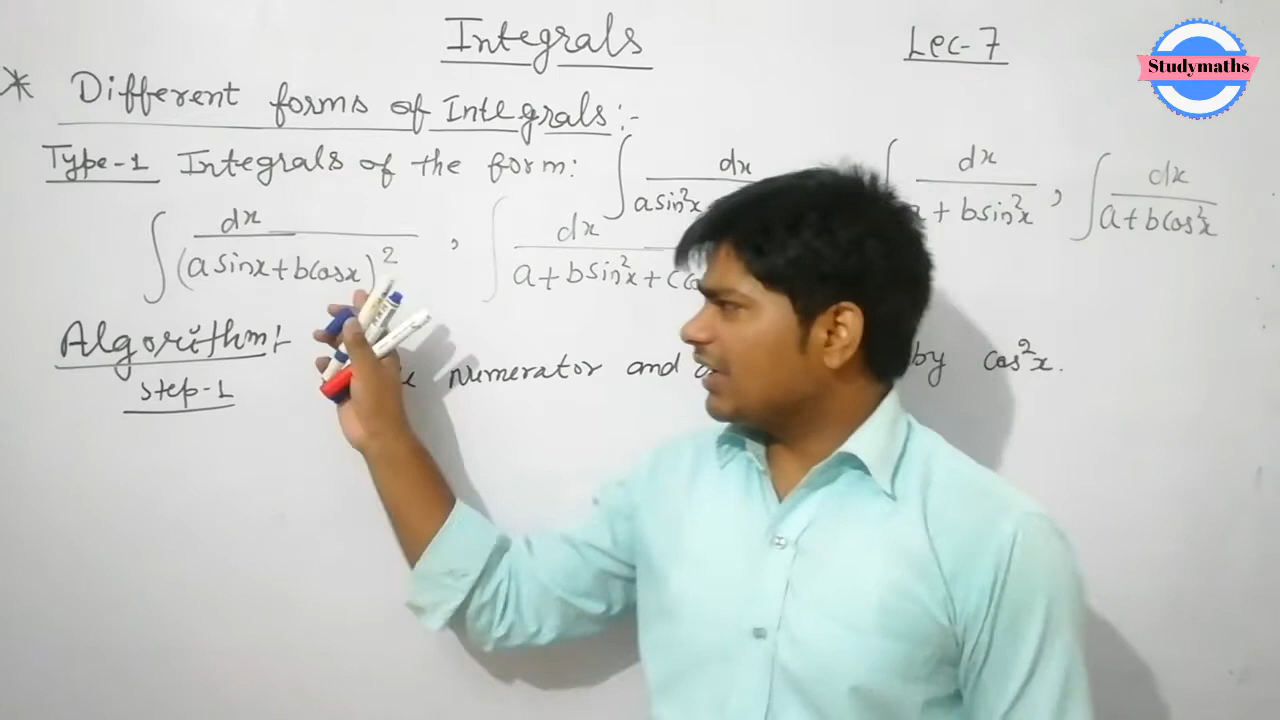 Integrals
Lec-7
Studymaths
* Different forms of Integrals:-
Type-1 Integrals of the form: ∫ dx / a sin²x , ∫ dx / + b sin²x , ∫ dx / a + b cos²x
∫ dx / (a sinx + b cosx)² , ∫ dx / a + b sin²x + c
Algorithm:-
Step-1 Numerator and by cos²x.